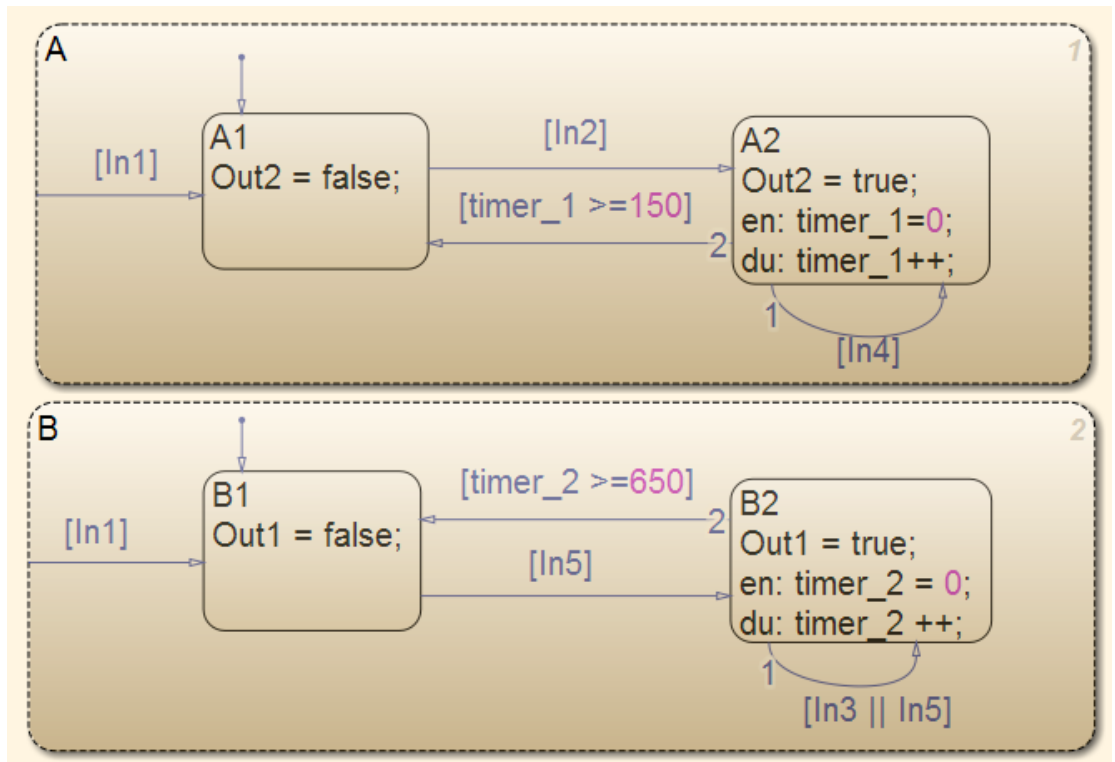 A
1
A1
Out2 = false;
[In1]
[In2]
[timer_1 >=150]
2
A2
Out2 = true;
en: timer_1=0;
du: timer_1++;
1
[In4]
B
2
B1
Out1 = false;
[In1]
[timer_2 >=650]
2
[In5]
B2
Out1 = true;
en: timer_2 = 0;
du: timer_2 ++;
1
[In3 || In5]